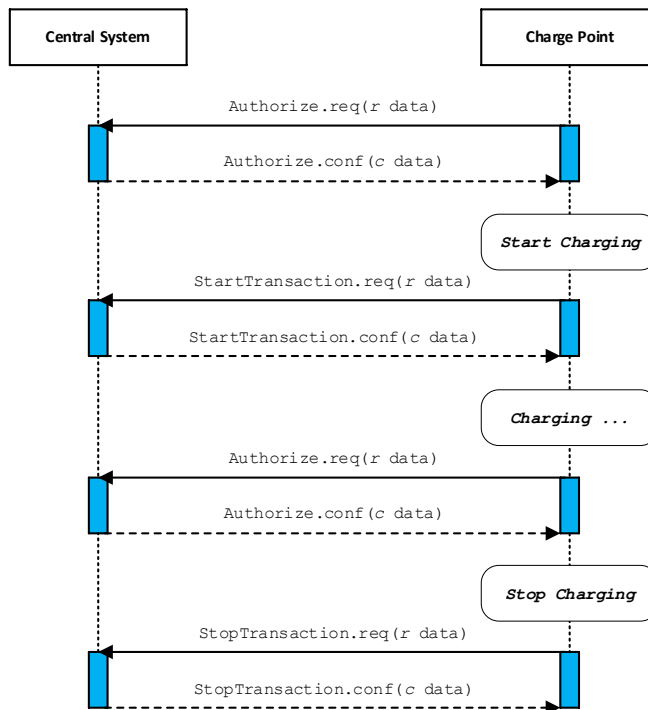 Central System
Charge Point
Authorize.req(r data)
Authorize.conf(c data)
Start Charging
StartTransaction.req(r data)
StartTransaction.conf(c data)
Charging ...
Authorize.req(r data)
Authorize.conf(c data)
Stop Charging
StopTransaction.req(r data)
StopTransaction.conf(c data)